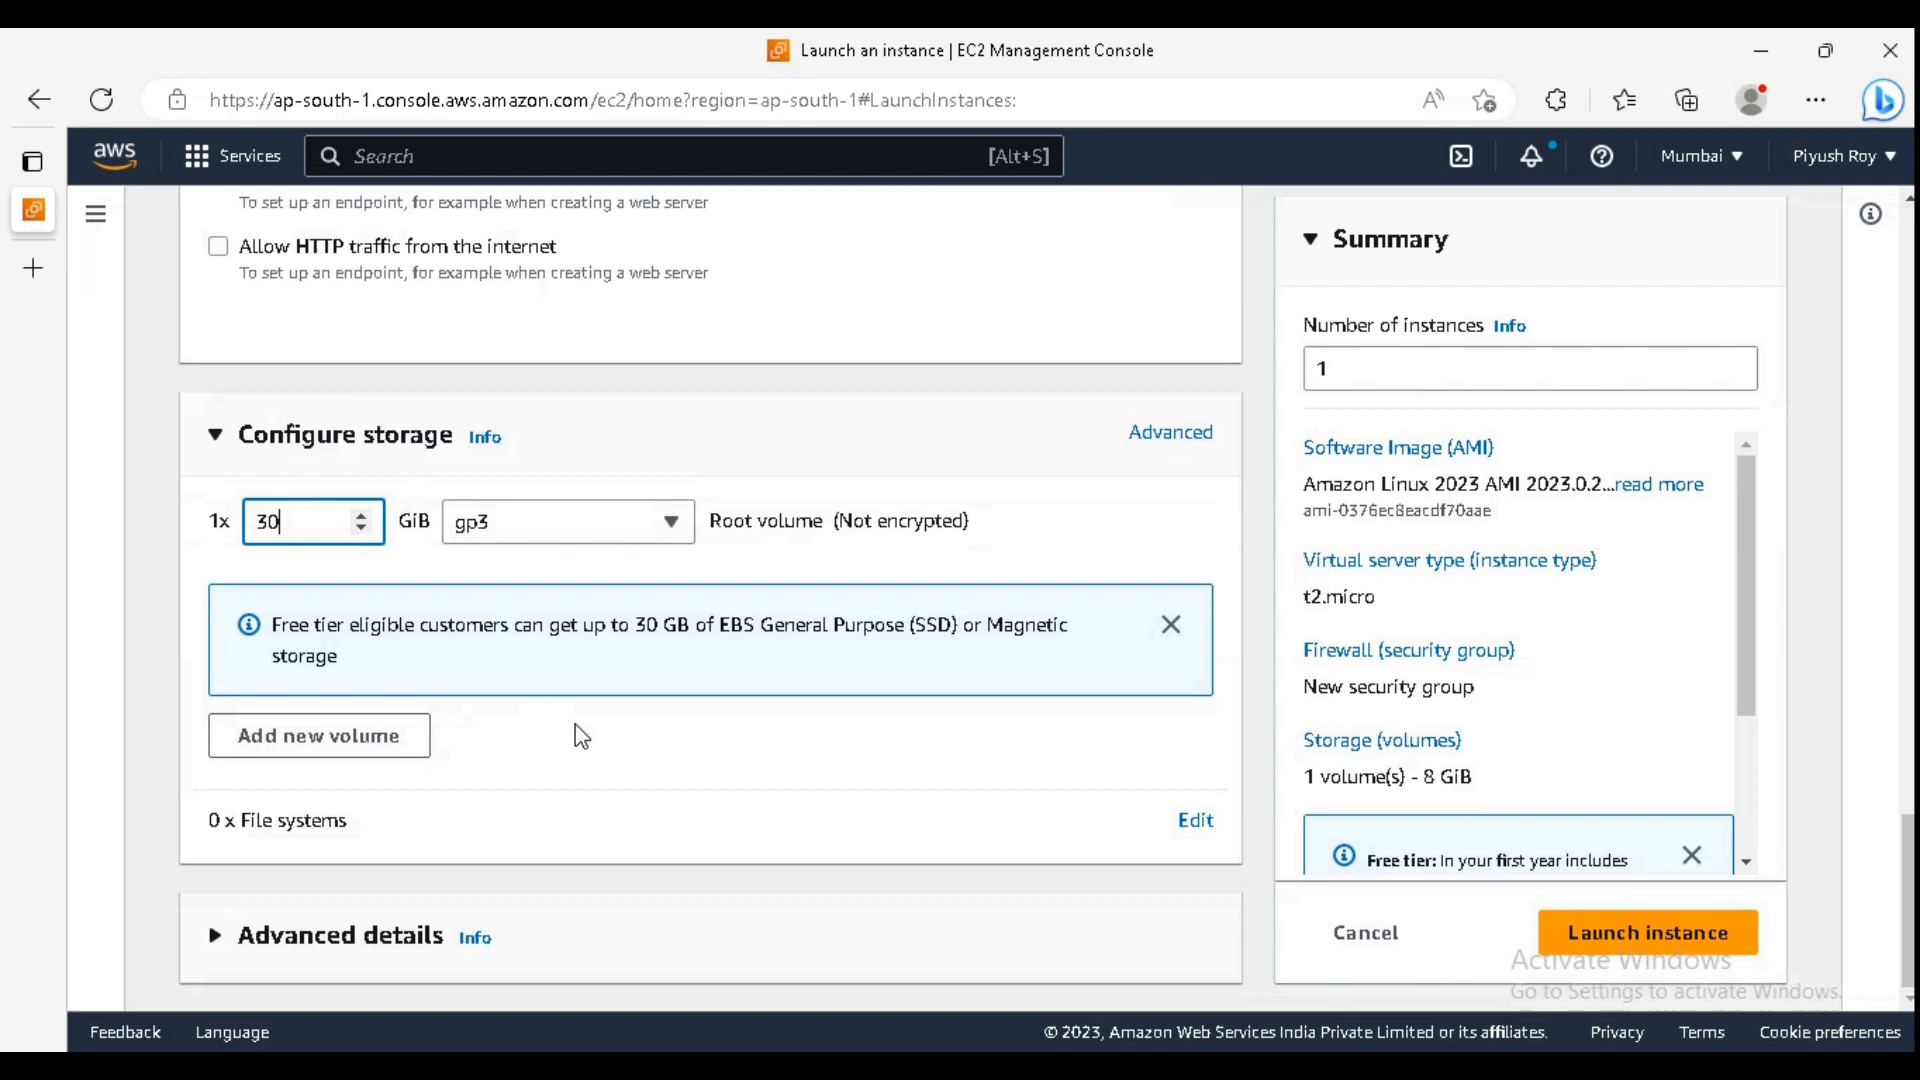 Launch an instance | EC2 Management Console
https://ap-south-1.console.aws.amazon.com/ec2/home?region=ap-south-1#LaunchInstances:
aws
Services
Search
[Alt+S]
Mumbai
Piyush Roy
To set up an endpoint, for example when creating a web server
Allow HTTP traffic from the internet
To set up an endpoint, for example when creating a web server
Configure storage Info
Advanced
1x 30 GiB gp3 Root volume (Not encrypted)
Free tier eligible customers can get up to 30 GB of EBS General Purpose (SSD) or Magnetic
storage
Add new volume
0 x File systems
Edit
Advanced details Info
Summary
Number of instances Info
1
Software Image (AMI)
Amazon Linux 2023 AMI 2023.0.2...read more
ami-0376ec8eacdf70aae
Virtual server type (instance type)
t2.micro
Firewall (security group)
New security group
Storage (volumes)
1 volume(s) - 8 GiB
Free tier: In your first year includes
Cancel
Launch instance
Activate Windows
Go to Settings to activate Windows.
Feedback
Language
© 2023, Amazon Web Services India Private Limited or its affiliates.
Privacy
Terms
Cookie preferences